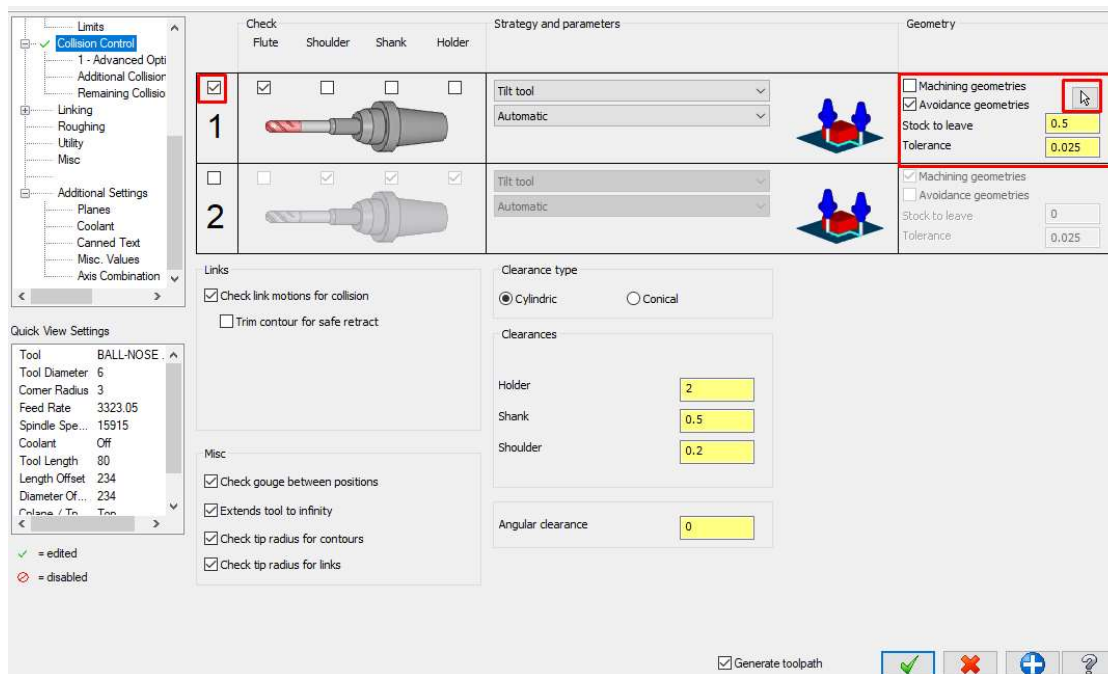 Limits
Collision Control
1 - Advanced Opti
Additional Collision
Remaining Collisio
Linking
Roughing
Utility
Misc
Additional Settings
Planes
Coolant
Canned Text
Misc. Values
Axis Combination
Quick View Settings
Tool BALL-NOSE .
Tool Diameter 6
Corner Radius 3
Feed Rate 3323.05
Spindle Spe... 15915
Coolant Off
Tool Length 80
Length Offset 234
Diameter Of... 234
Cplane / Tp Top
✓ = edited
= disabled
Check
Flute Shoulder Shank Holder
Strategy and parameters
Geometry
1
Tilt tool
Automatic
Machining geometries
Avoidance geometries
Stock to leave 0.5
Tolerance 0.025
2
Tilt tool
Automatic
Machining geometries
Avoidance geometries
Stock to leave 0
Tolerance 0.025
Links
Check link motions for collision
Trim contour for safe retract
Misc
Check gouge between positions
Extends tool to infinity
Check tip radius for contours
Check tip radius for links
Clearance type
Cylindric Conical
Clearances
Holder 2
Shank 0.5
Shoulder 0.2
Angular clearance 0
Generate toolpath
?